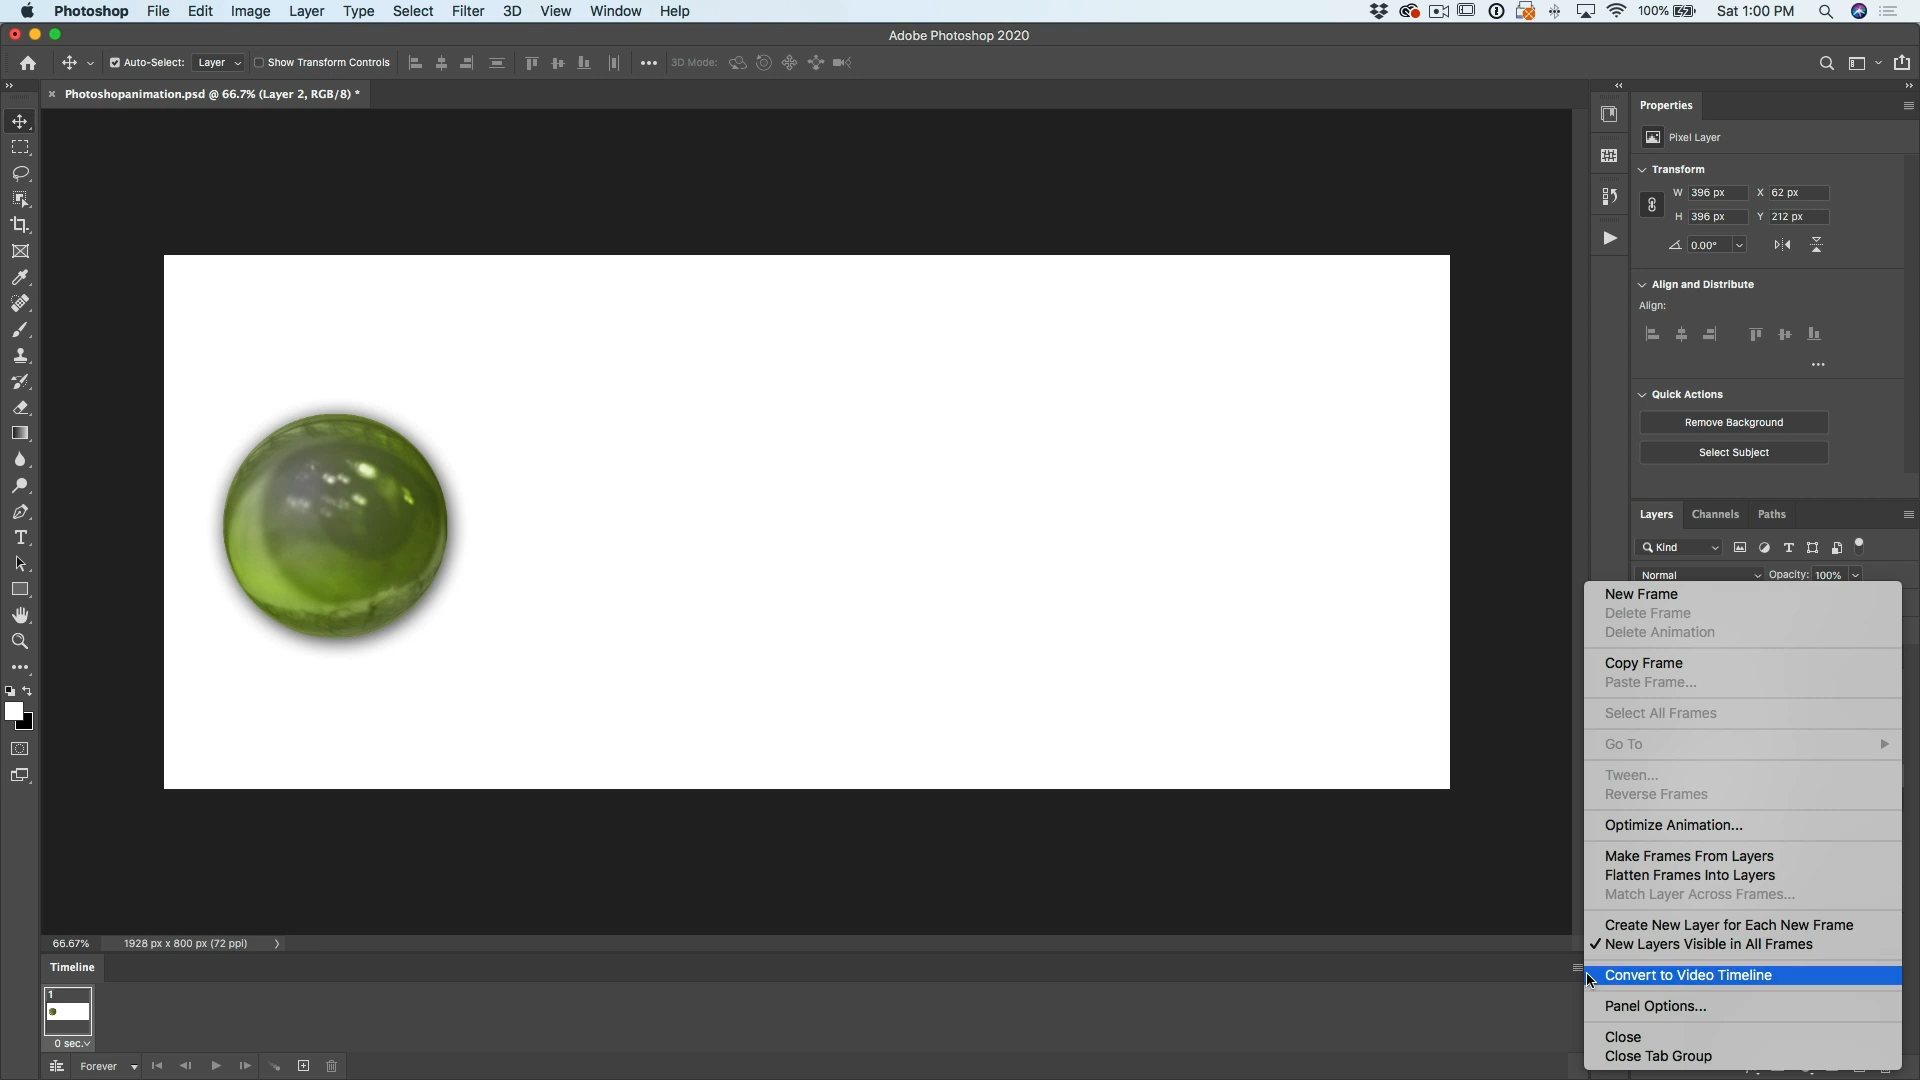 Photoshop File Edit Image Layer Type Select Filter 3D View Window Help 100% Sat 1:00 PM
Adobe Photoshop 2020
Auto-Select: Layer Show Transform Controls 3D Mode:
Photoshopanimation.psd @ 66.7% (Layer 2, RGB/8) *
Properties
Pixel Layer
Transform
W 396 px X 62 px
H 396 px Y 212 px
0.00°
Align and Distribute
Align:
Quick Actions
Remove Background
Select Subject
Layers Channels Paths
Kind
Normal Opacity: 100%
New Frame
Delete Frame
Delete Animation
Copy Frame
Paste Frame...
Select All Frames
Go To
Tween...
Reverse Frames
Optimize Animation...
Make Frames From Layers
Flatten Frames Into Layers
Match Layer Across Frames...
Create New Layer for Each New Frame
✓ New Layers Visible in All Frames
Convert to Video Timeline
Panel Options...
Close
Close Tab Group
66.67% 1928 px x 800 px (72 ppi)
Timeline
1
0 sec.
Forever